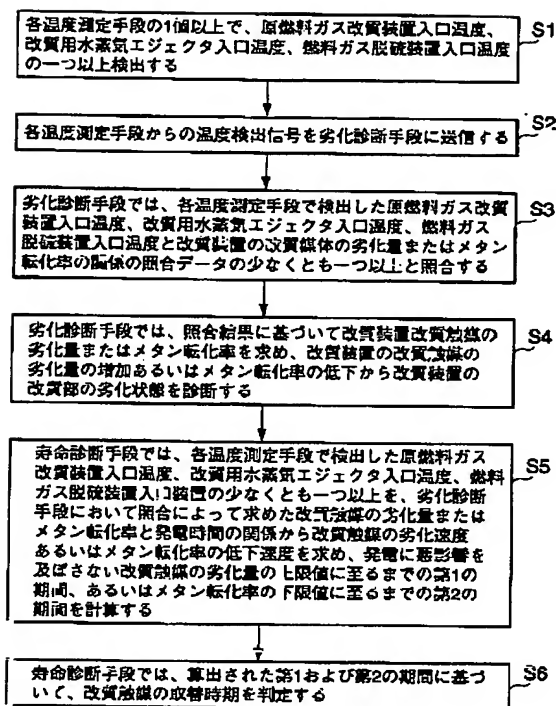 各温度測定手段の1値以上で、原燃料ガス改質装置入口温度、
改質用水蒸気エジェクタ入口温度、燃料ガス脱硫装置入口温度
の一つ以上検出する
S1
各温度測定手段からの温度検出信号を劣化診断手段に送信する
S2
劣化診断手段では、各温度測定手段で検出した原燃料ガス改質
装置入口温度、改質用水蒸気エジェクタ入口温度、燃料ガス
脱硫装置入口温度と改質装置の改質媒体の劣化量またはメタン
転化率の関係の照合データの少なくとも一つ以上と照合する
S3
劣化診断手段では、照合結果に基づいて改質装置改質触媒の
劣化量またはメタン転化率を求め、改質装置の改質触媒の
劣化量の増加あるいはメタン転化率の低下から改質装置の
改質部の劣化状態を診断する
S4
寿命診断手段では、各温度測定手段で検出した原燃料ガス
改質装置入口温度、改質用水蒸気エジェクタ入口温度、燃料
ガス脱硫装置入口装置の少なくとも一つ以上を、劣化診断
手段において照合によって求めた改質触媒の劣化量または
メタン転化率と発電時間の関係から改質触媒の劣化速度
あるいはメタン転化率の低下速度を求め、発電に悪影響を
及ぼさない改質触媒の劣化量の上限値に至るまでの第1の
期間、あるいはメタン転化率の下限値に至るまでの第2の
期間を計算する
S5
寿命診断手段では、算出された第1および第2の期間に基づ
いて、改質触媒の取替時期を判定する
S6